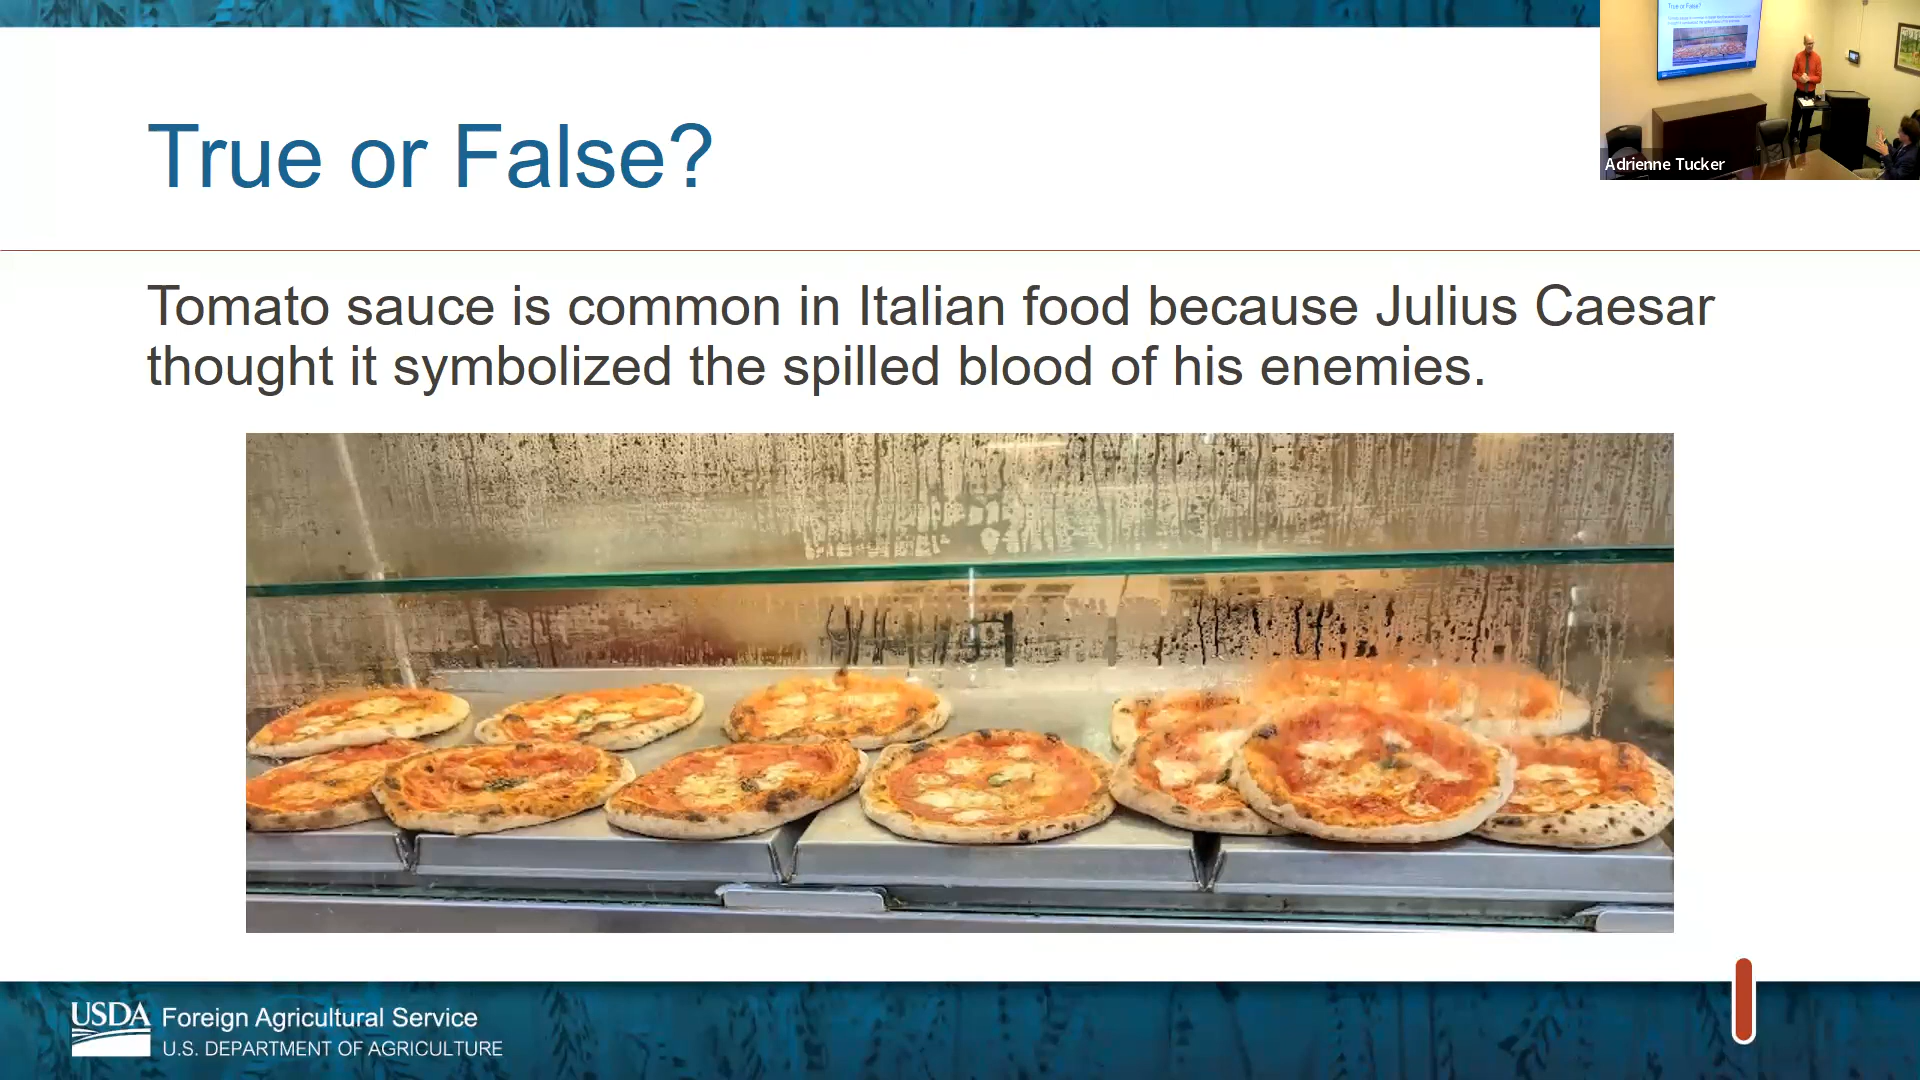 True or False?
Adrienne Tucker
Tomato sauce is common in Italian food because Julius Caesar
thought it symbolized the spilled blood of his enemies.
USDA Foreign Agricultural Service
U.S. DEPARTMENT OF AGRICULTURE